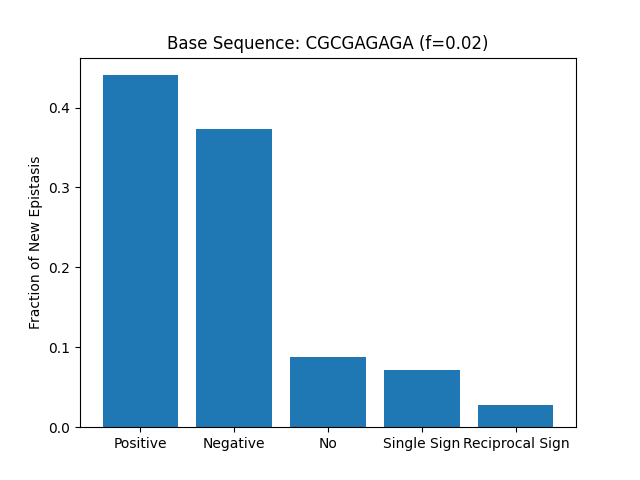 Base Sequence: CGCGAGAGA (f=0.02)
Fraction of New Epistasis
0.4
0.3
0.2
0.1
0.0
Positive Negative No Single Sign Reciprocal Sign